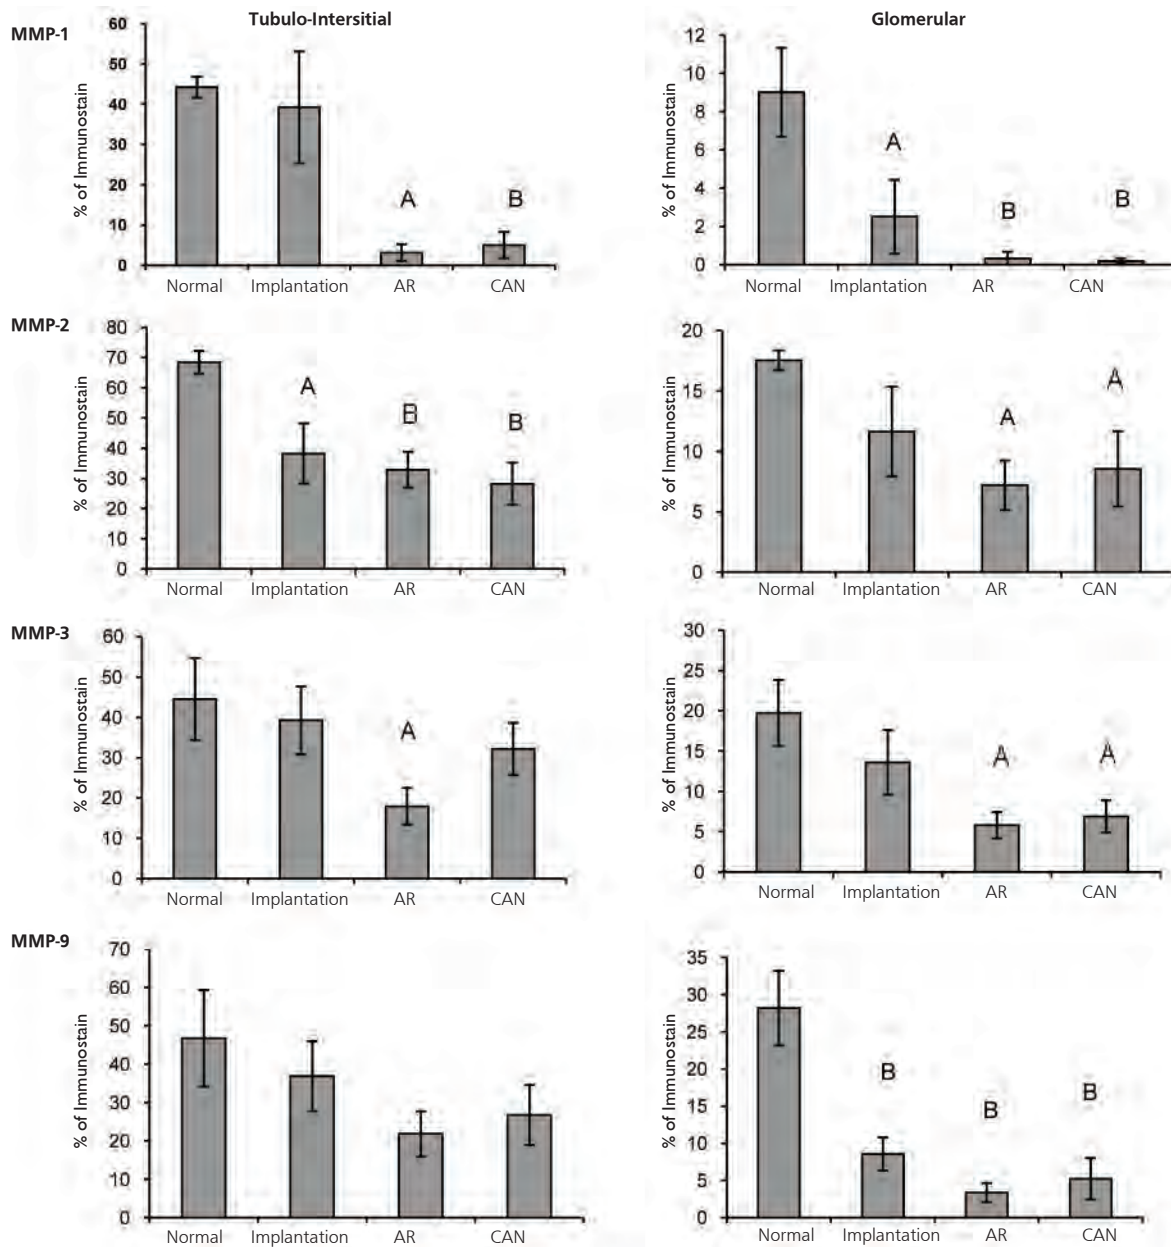 Tubulo-Intersitial
Glomerular
MMP-1
% of Immunostain
60
50
40
30
20
10
0
A
B
Normal
Implantation
AR
CAN
% of Immunostain
12
10
8
6
4
2
0
A
B
B
Normal
Implantation
AR
CAN
MMP-2
% of Immunostain
80
70
60
50
40
30
20
10
0
A
B
B
Normal
Implantation
AR
CAN
% of Immunostain
20
15
10
5
0
A
A
Normal
Implantation
AR
CAN
MMP-3
% of Immunostain
60
50
40
30
20
10
0
A
Normal
Implantation
AR
CAN
% of Immunostain
30
25
20
15
10
5
0
A
A
Normal
Implantation
AR
CAN
MMP-9
% of Immunostain
70
60
50
40
30
20
10
0
Normal
Implantation
AR
CAN
% of Immunostain
35
30
25
20
15
10
5
0
B
B
B
Normal
Implantation
AR
CAN